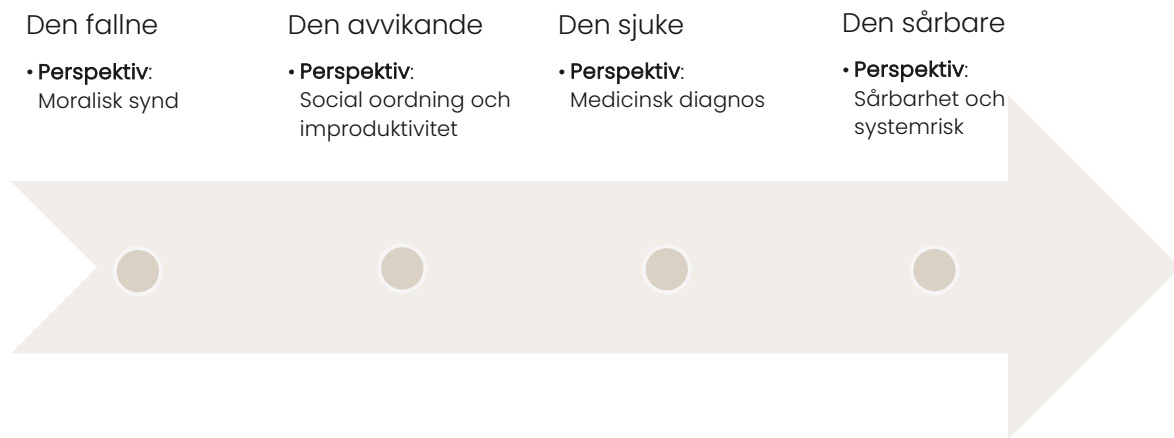 Den fallne
• Perspektiv:
Moralisk synd
Den avvikande
• Perspektiv:
Social oordning och
improduktivitet
Den sjuke
• Perspektiv:
Medicinsk diagnos
Den sårbare
• Perspektiv:
Sårbarhet och
systemrisk